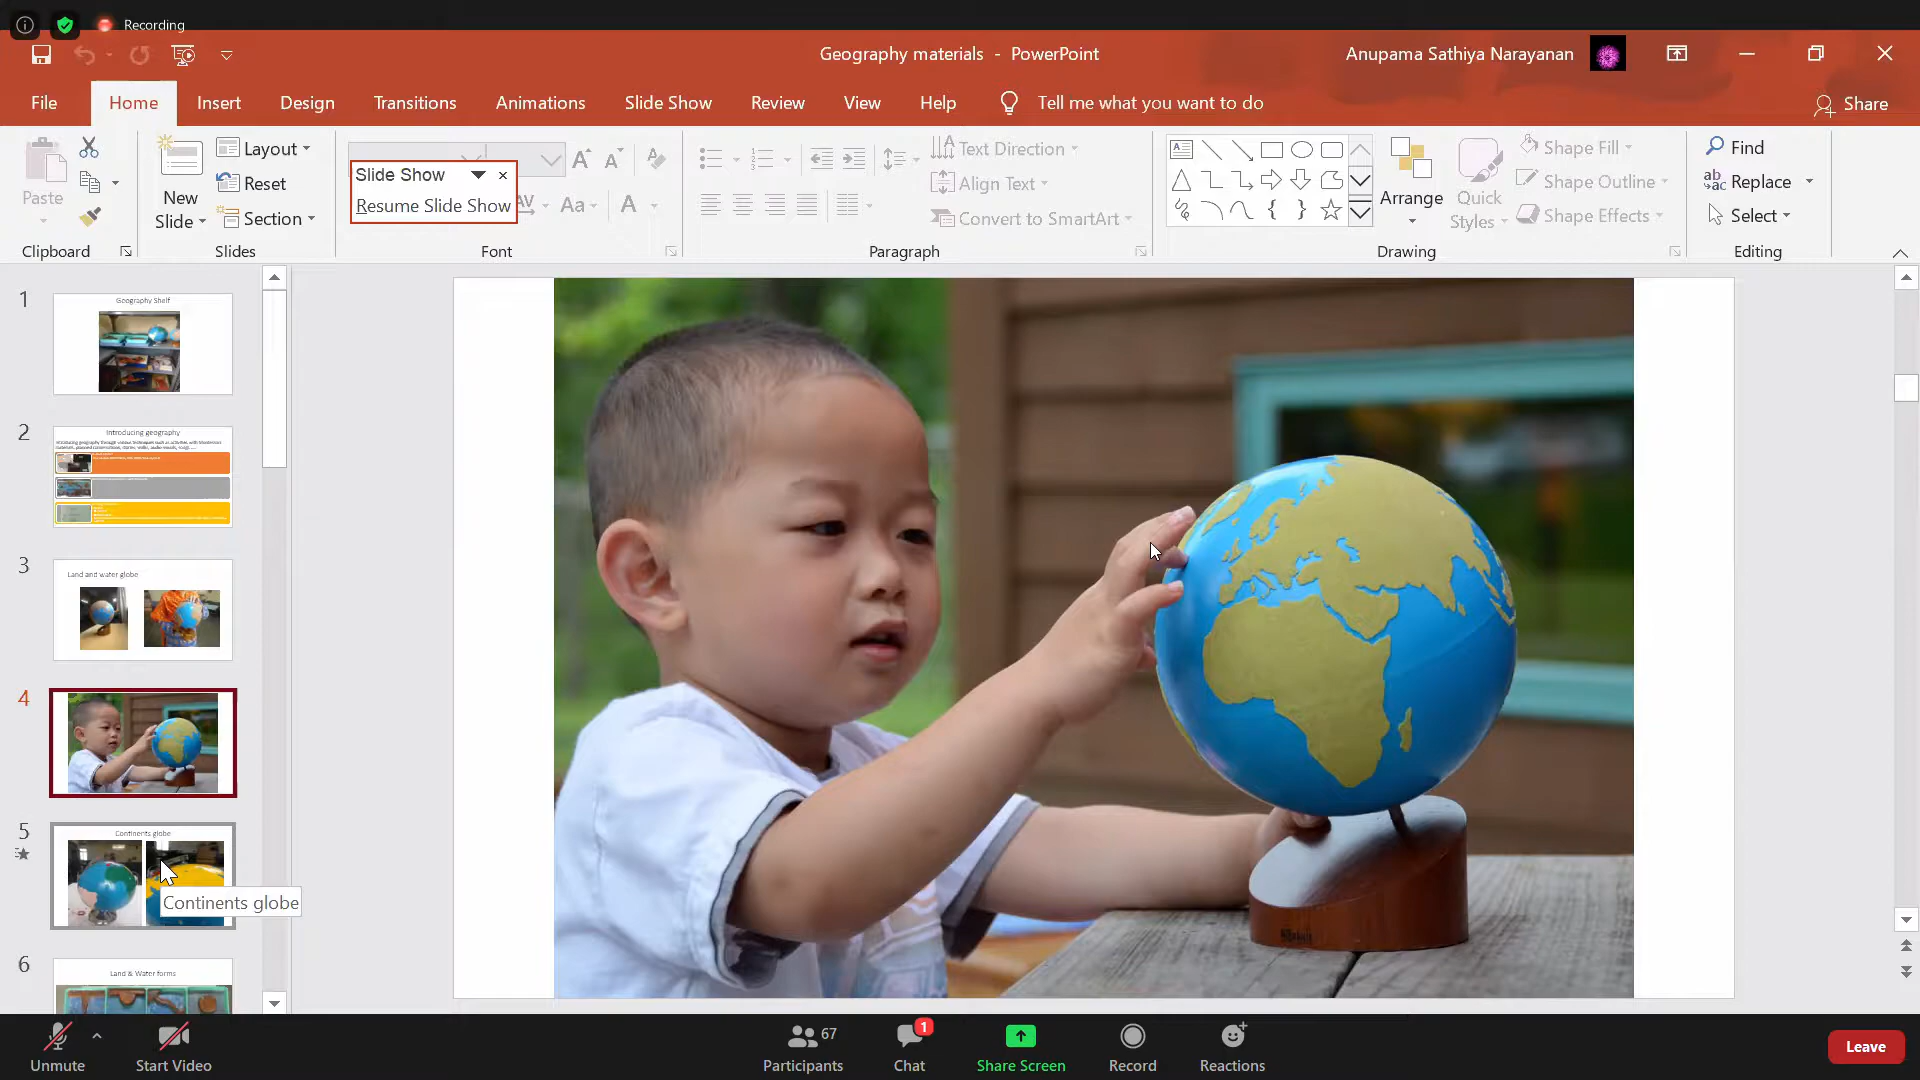 Recording
Geography materials - PowerPoint
Anupama Sathiya Narayanan
File Home Insert Design Transitions Animations Slide Show Review View Help Tell me what you want to do
Share
Paste
Clipboard
New Slide
Layout
Reset
Section
Slides
Slide Show
Resume Slide Show
AV Aa A
Font
Text Direction
Align Text
Convert to SmartArt
Paragraph
Arrange
Quick Styles
Shape Fill
Shape Outline
Shape Effects
Drawing
Find
Replace
Select
Editing
1
Geography Shelf
2
Introducing geography
3
Land and water globe
4
5
Continents globe
Continents globe
6
Land & Water forms
Unmute
Start Video
67
Participants
1
Chat
Share Screen
Record
Reactions
Leave